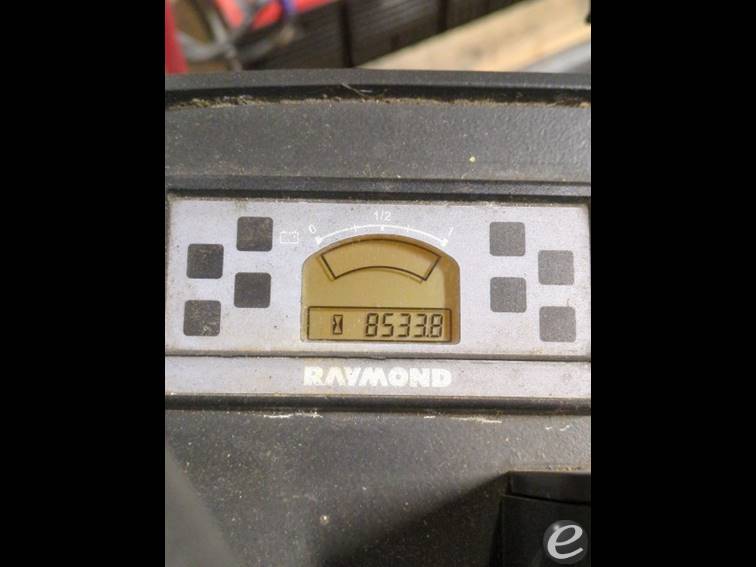 0 1/2 1
8533.8
RAYMOND
e